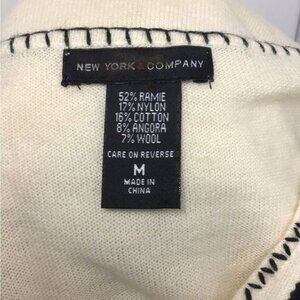 NEW YORK & COMPANY
52% RAMIE
17% NYLON
16% COTTON
8% ANGORA
7% WOOL
CARE ON REVERSE
M
MADE IN
CHINA